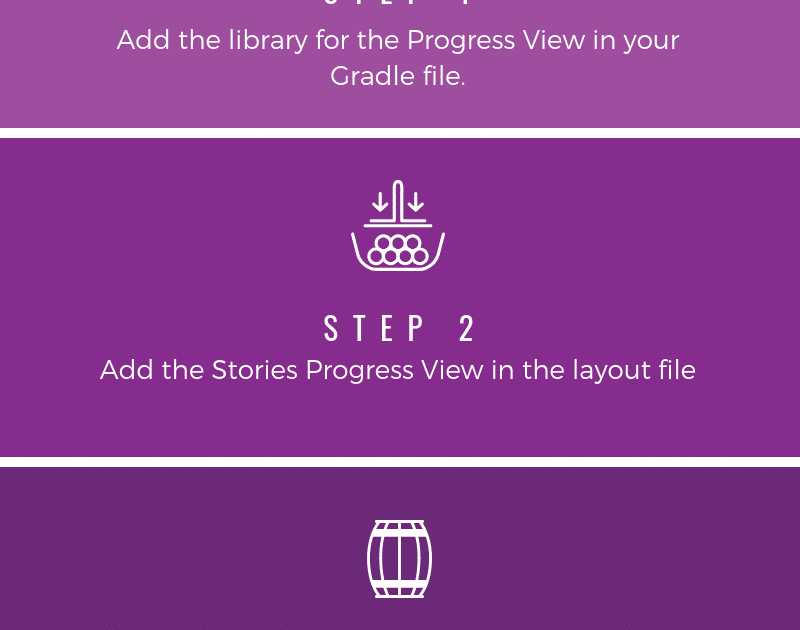 Add the library for the Progress View in your
Gradle file.
STEP 2
Add the Stories Progress View in the layout file